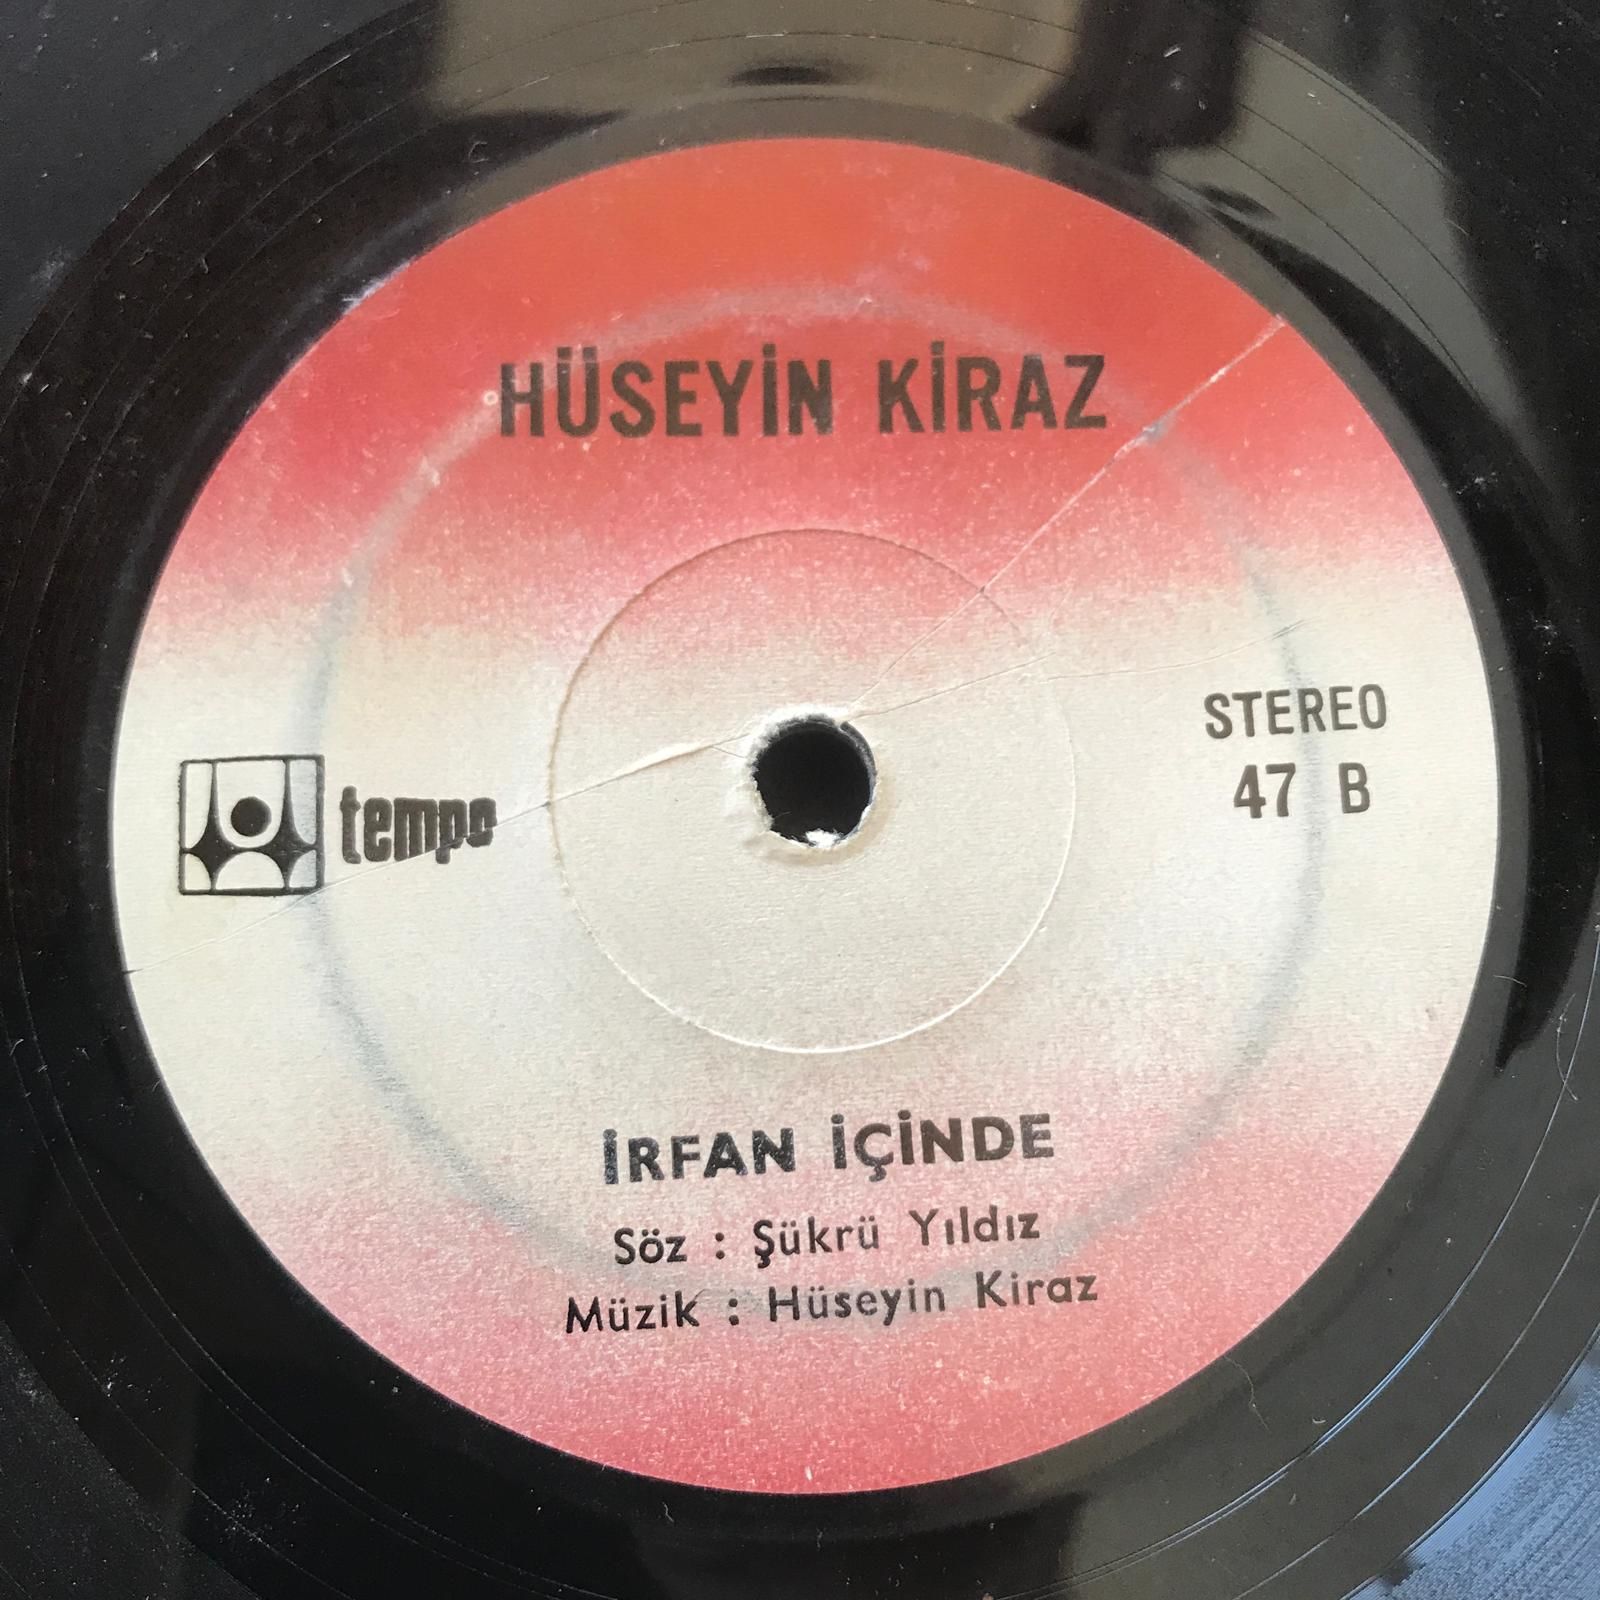 HÜSEYİN KİRAZ
STEREO
47 B
tempo
İRFAN İÇİNDE
Söz : Şükrü Yıldız
Müzik : Hüseyin Kiraz